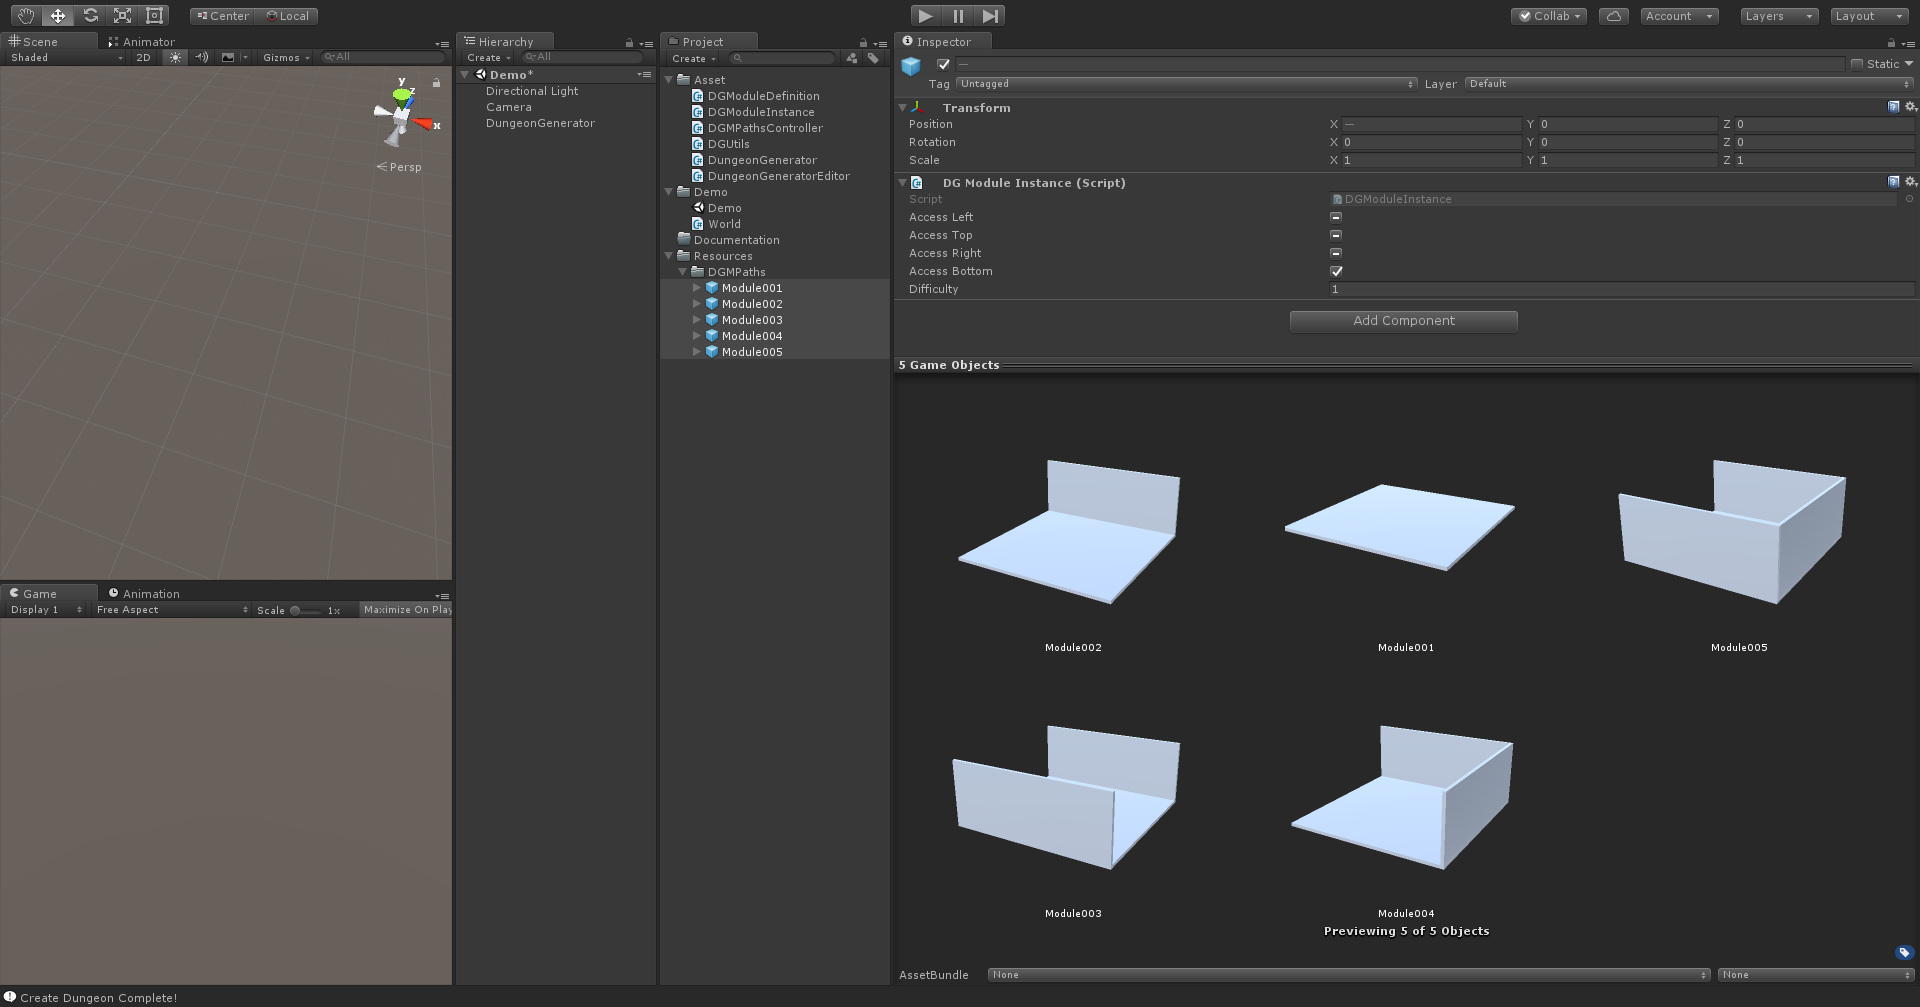 Center Local
Collab Account Layers Layout
Scene Animator
Shaded 2D Gizmos All
y
z
x
Persp
Game Animation
Display 1 Free Aspect Scale 1x Maximize On Play
Hierarchy
Create All
Demo*
Directional Light
Camera
DungeonGenerator
Project
Create
Asset
DGModuleDefinition
DGModuleInstance
DGMPathsController
DGUtils
DungeonGenerator
DungeonGeneratorEditor
Demo
Demo
World
Documentation
Resources
DGMPaths
Module001
Module002
Module003
Module004
Module005
Inspector
— Static
Tag Untagged Layer Default
Transform
Position X — Y 0 Z 0
Rotation X 0 Y 0 Z 0
Scale X 1 Y 1 Z 1
DG Module Instance (Script)
Script DGModuleInstance
Access Left
Access Top
Access Right
Access Bottom
Difficulty 1
Add Component
5 Game Objects
Module002 Module001 Module005
Module003 Module004
Previewing 5 of 5 Objects
AssetBundle None None
Create Dungeon Complete!